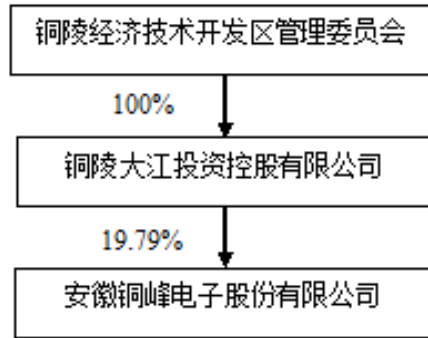 铜陵经济技术开发区管理委员会
100%
铜陵大江投资控股有限公司
19.79%
安徽铜峰电子股份有限公司